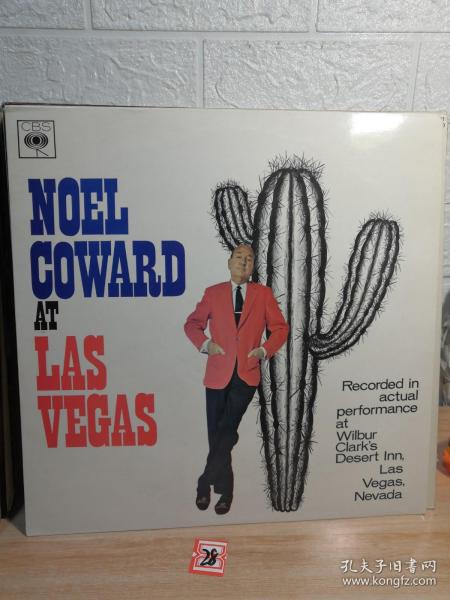 CBS
NOEL
COWARD
AT
LAS
VEGAS
Recorded in
actual
performance
at
Wilbur
Clark's
Desert Inn,
Las
Vegas,
Nevada
28
孔夫子旧书网
www.kongfz.com